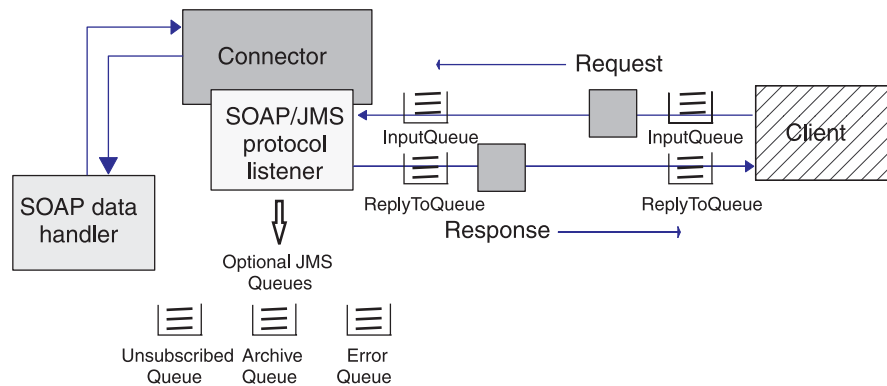 Connector
Request
SOAP/JMS
protocol
listener
InputQueue
InputQueue
Client
SOAP data
handler
ReplyToQueue
ReplyToQueue
Response
Optional JMS
Queues
Unsubscribed
Queue
Archive
Queue
Error
Queue